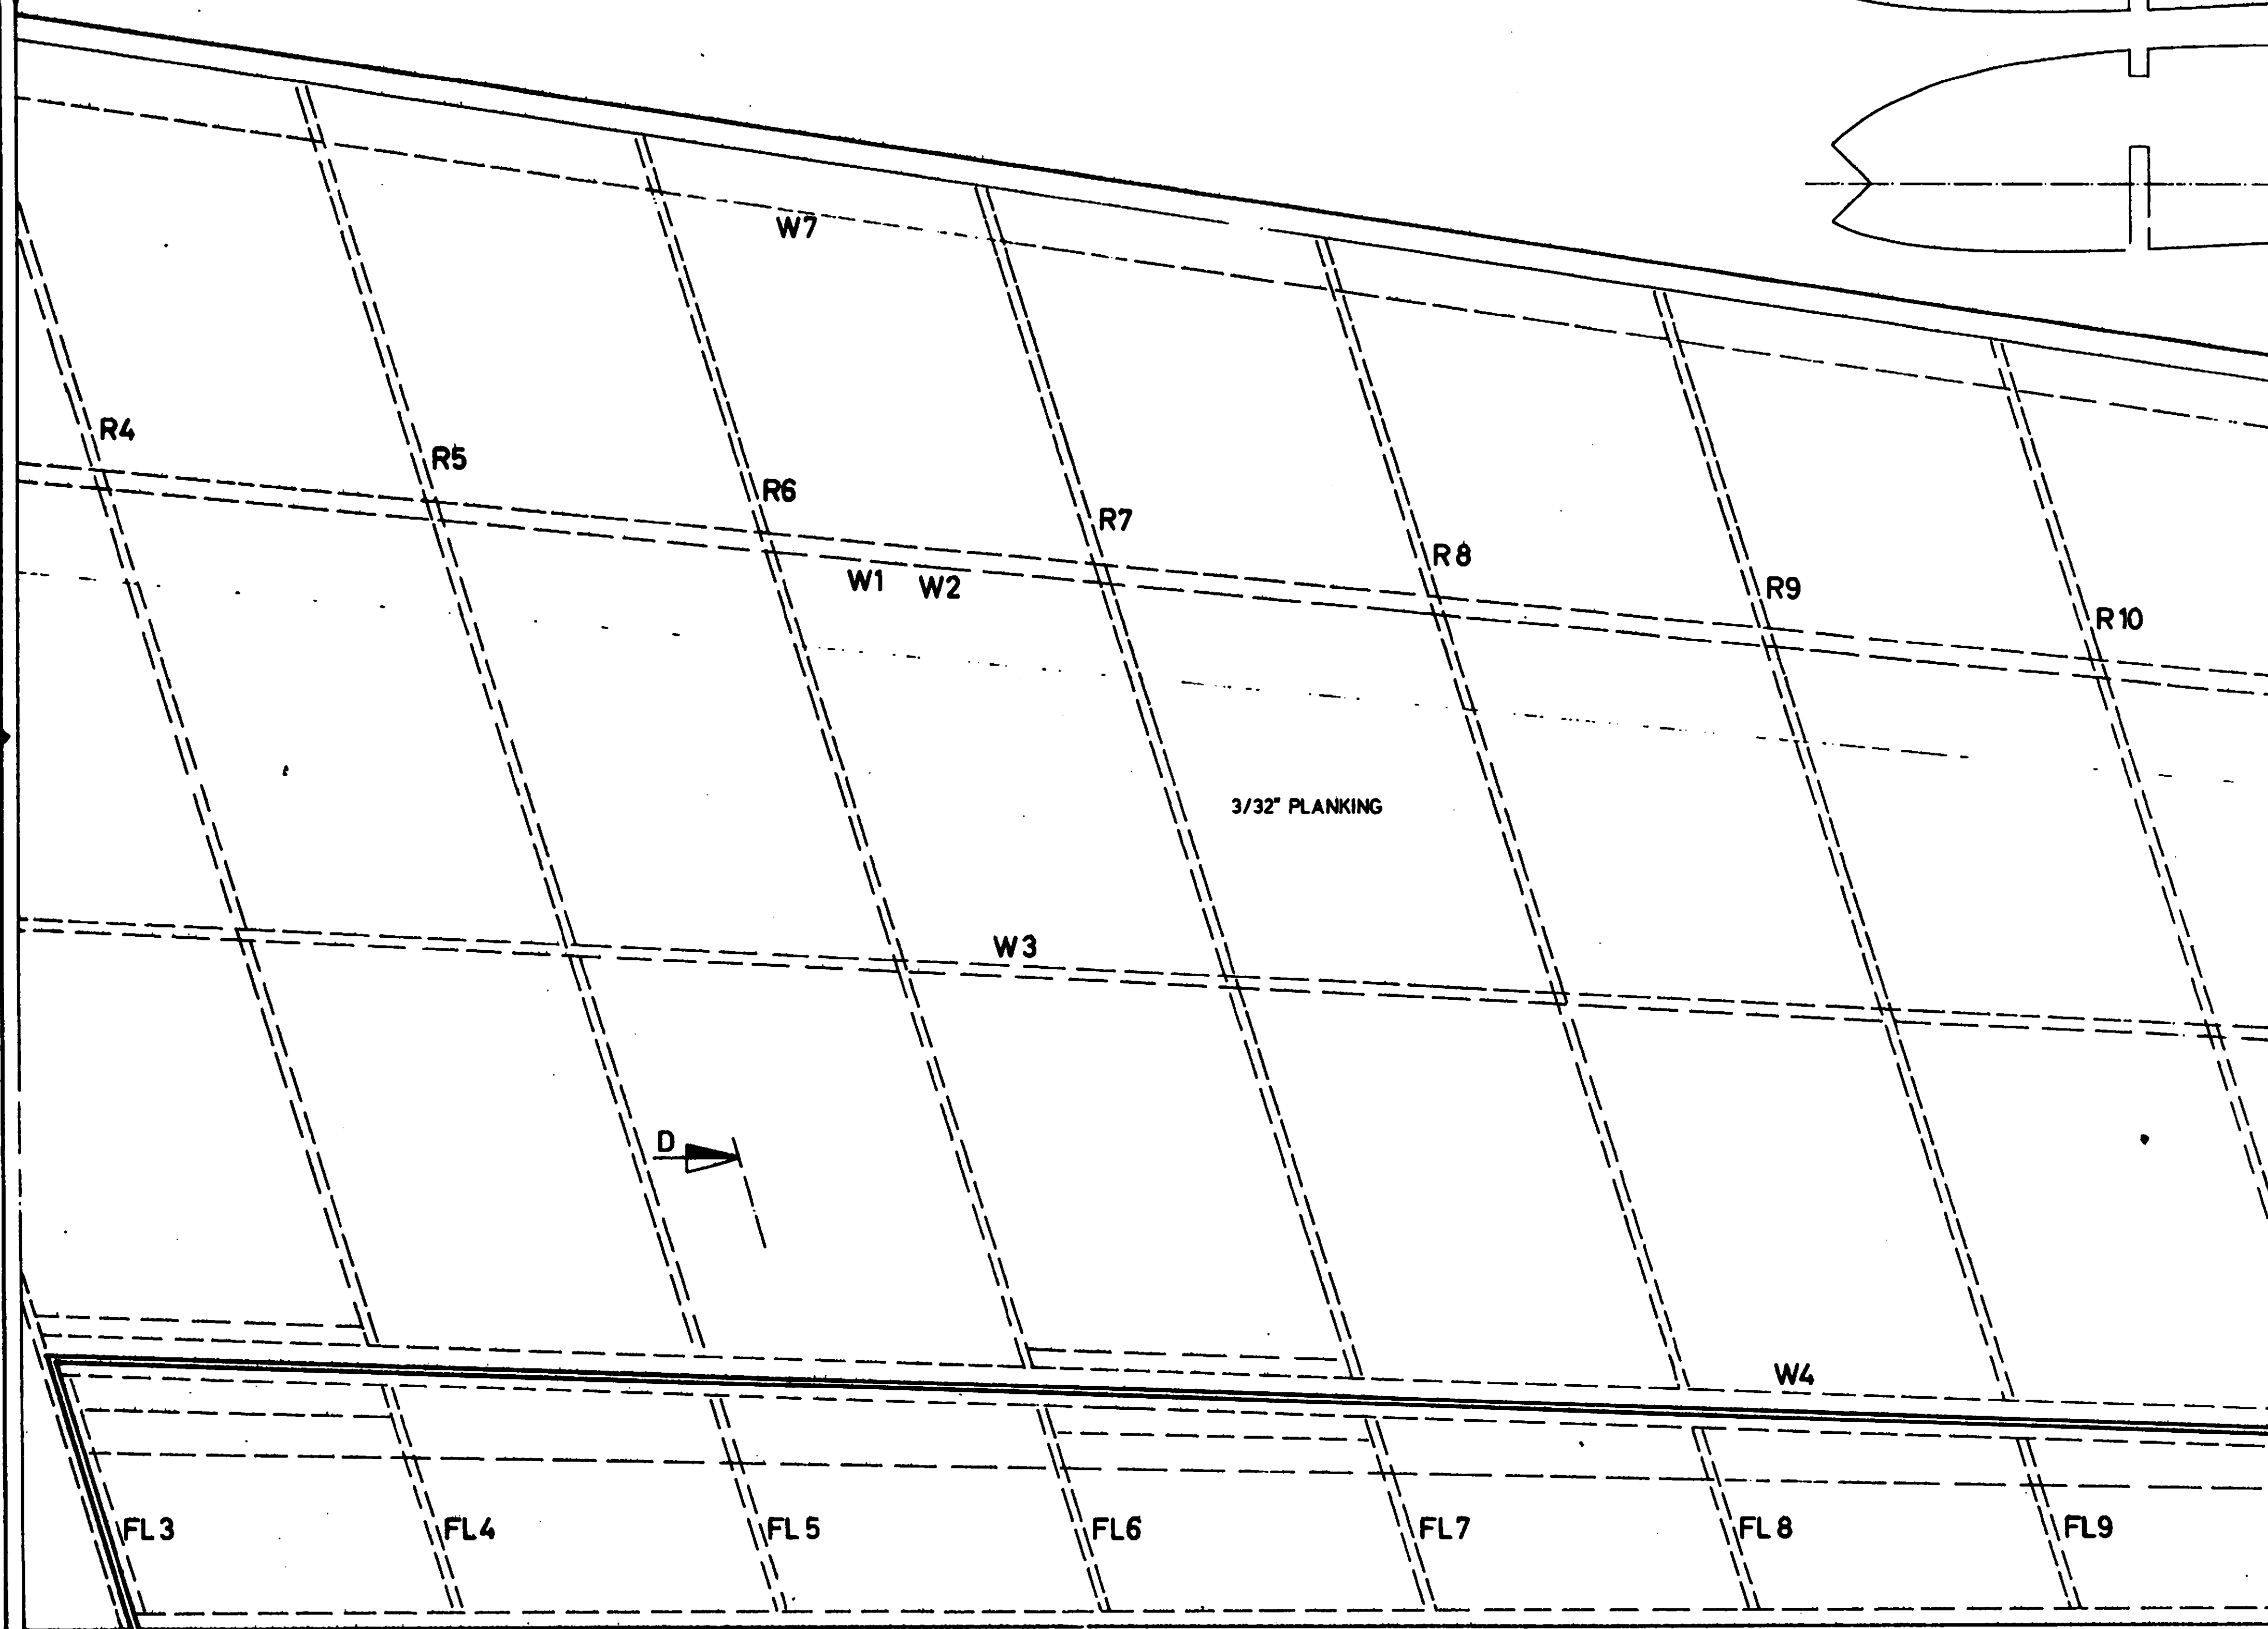 W7
R4
R5
R6
R7
R8
R9
R10
W1 W2
3/32" PLANKING
W3
D
W4
FL3
FL4
FL5
FL6
FL7
FL8
FL9